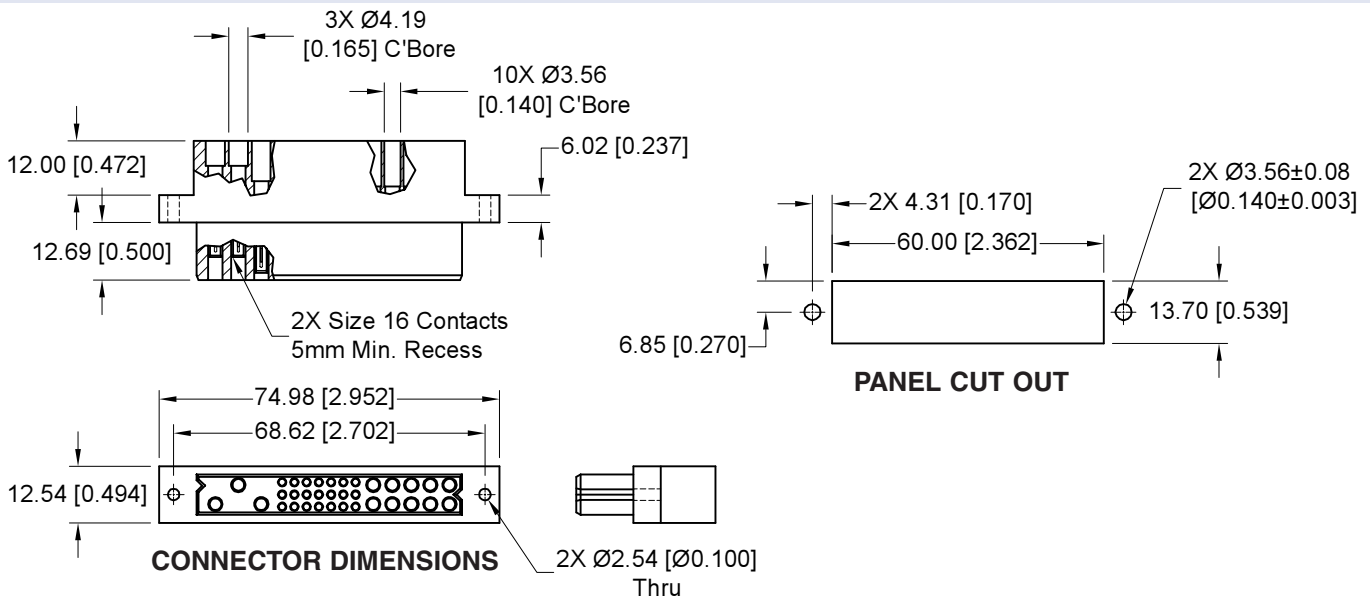 3X Ø4.19
[0.165] C'Bore
10X Ø3.56
[0.140] C'Bore
12.00 [0.472]
6.02 [0.237]
12.69 [0.500]
2X Size 16 Contacts
5mm Min. Recess
2X Ø3.56±0.08
[Ø0.140±0.003]
2X 4.31 [0.170]
60.00 [2.362]
13.70 [0.539]
6.85 [0.270]
PANEL CUT OUT
74.98 [2.952]
68.62 [2.702]
12.54 [0.494]
CONNECTOR DIMENSIONS
2X Ø2.54 [Ø0.100]
Thru